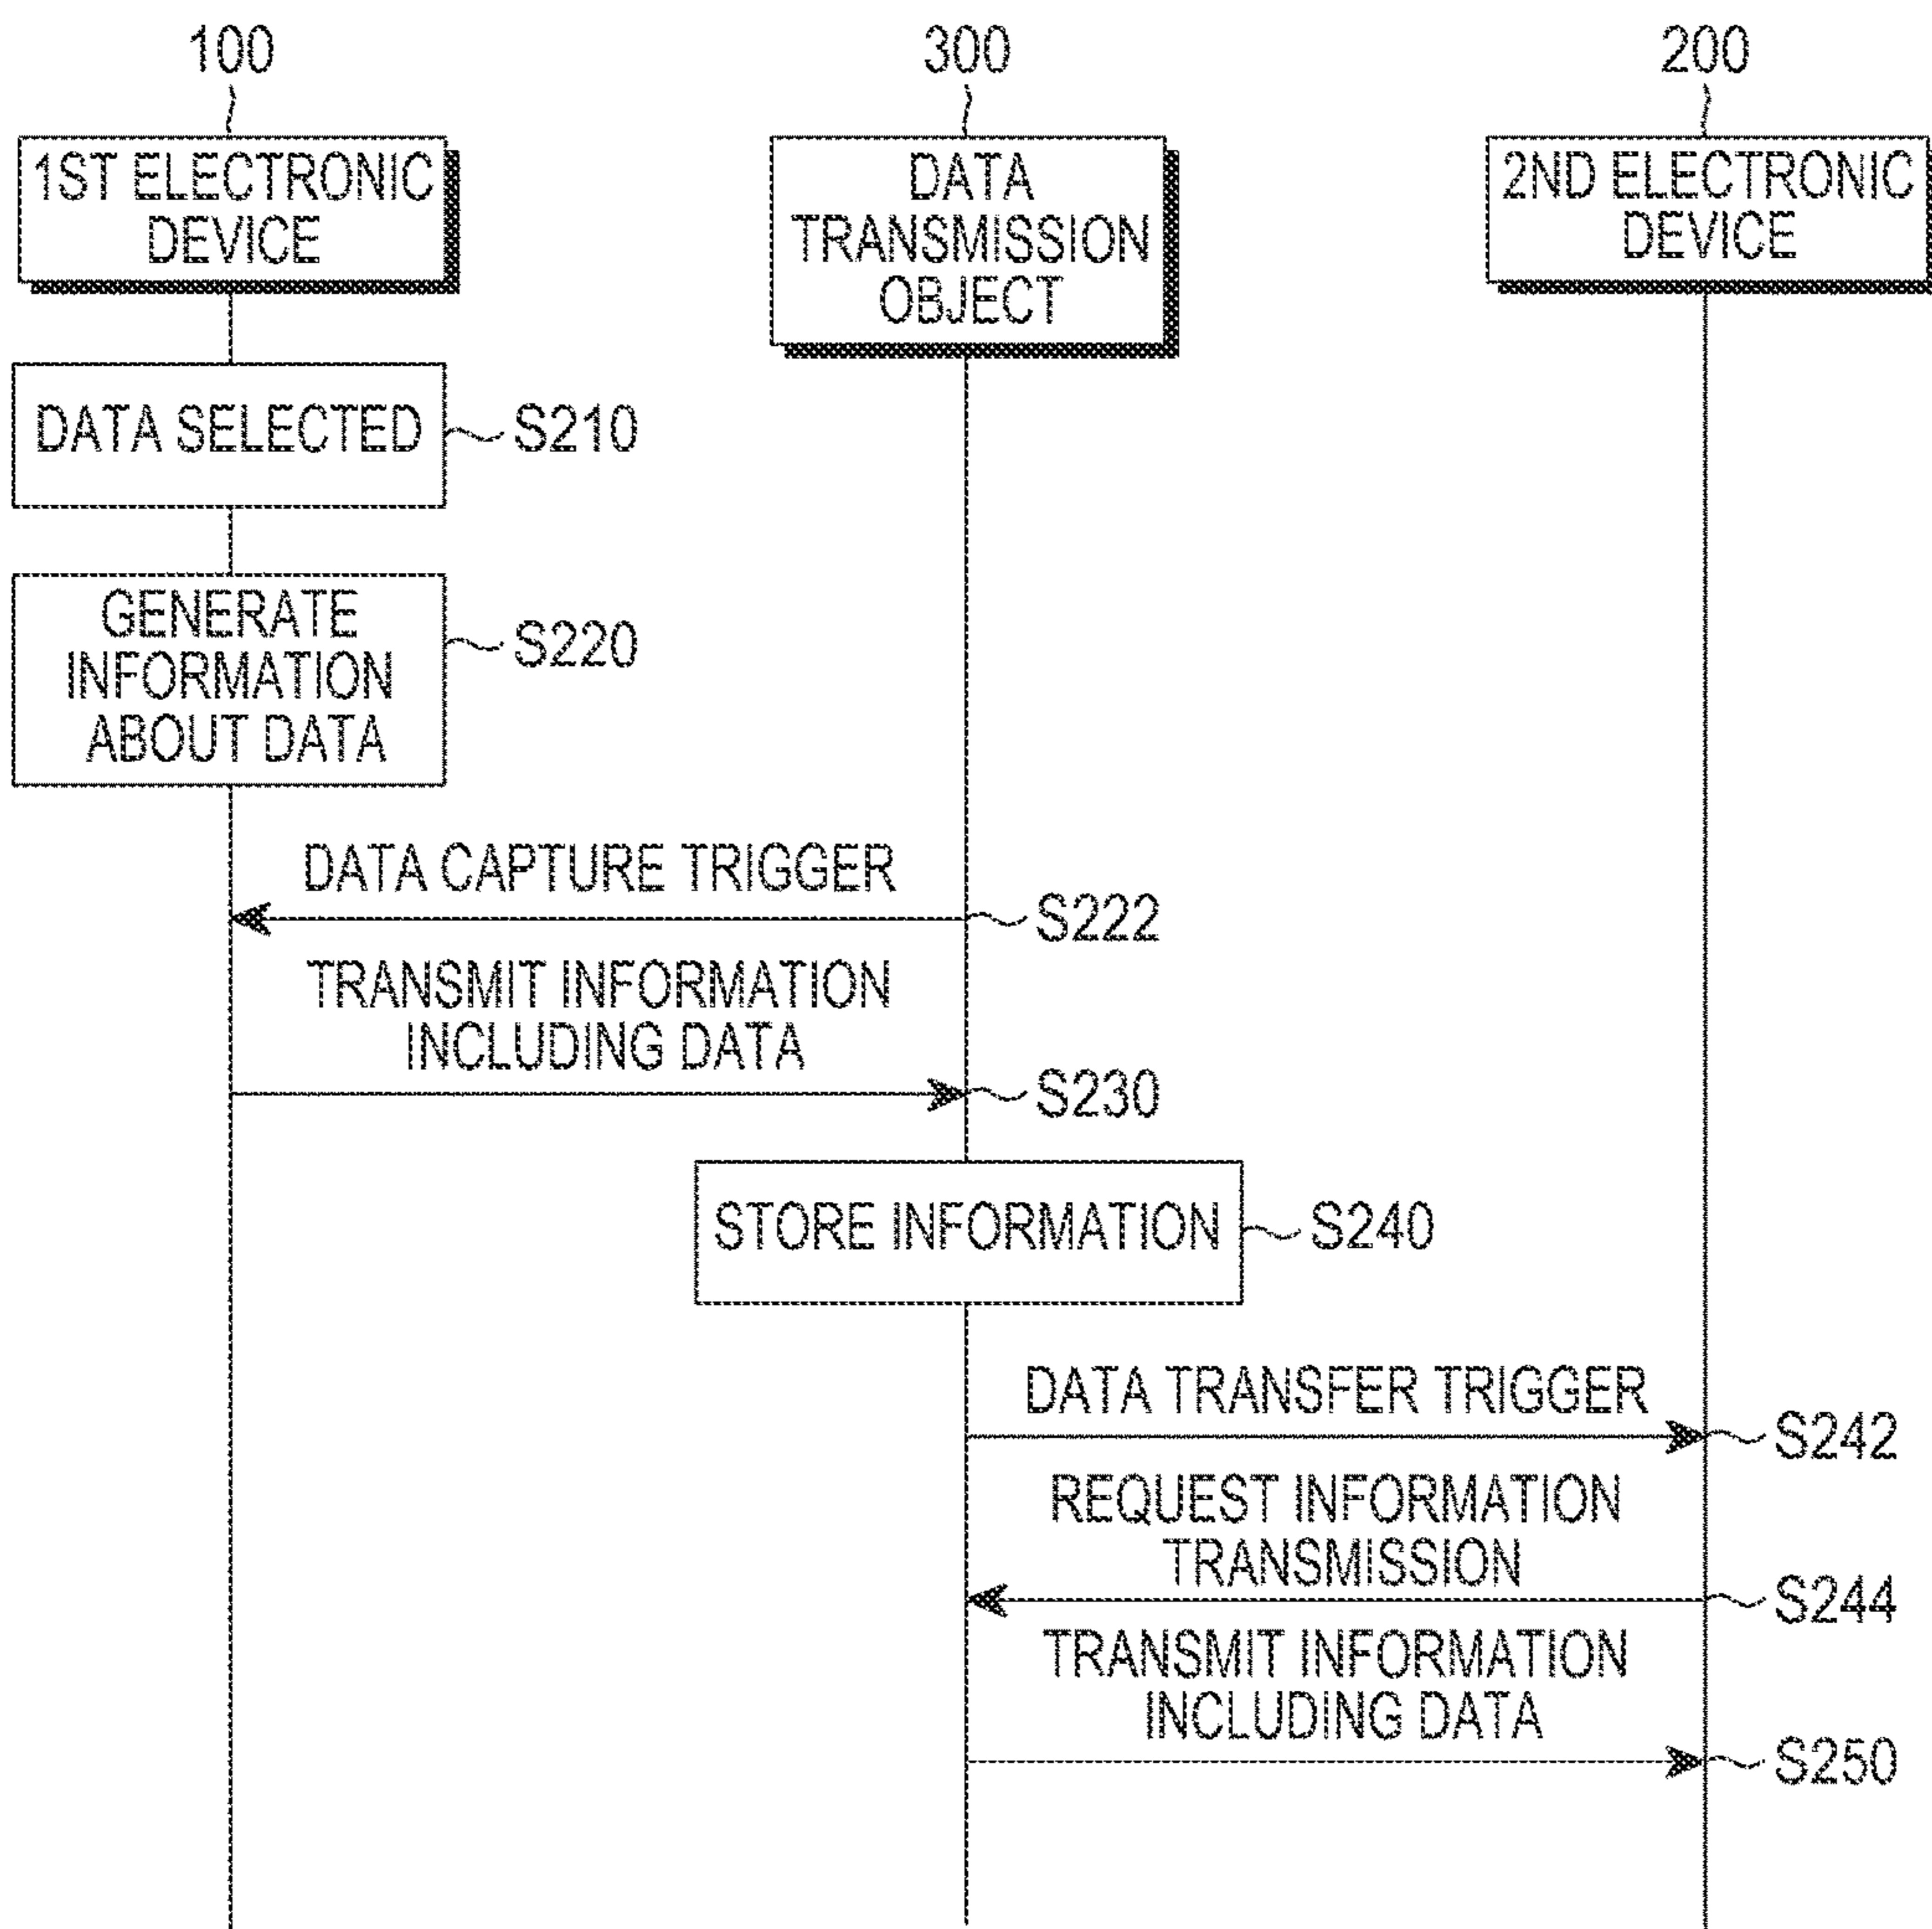 100
300
200
1ST ELECTRONIC
DEVICE
DATA
TRANSMISSION
OBJECT
2ND ELECTRONIC
DEVICE
DATA SELECTED
S210
GENERATE
INFORMATION
ABOUT DATA
S220
DATA CAPTURE TRIGGER
S222
TRANSMIT INFORMATION
INCLUDING DATA
S230
STORE INFORMATION
S240
DATA TRANSFER TRIGGER
S242
REQUEST INFORMATION
TRANSMISSION
S244
TRANSMIT INFORMATION
INCLUDING DATA
S250